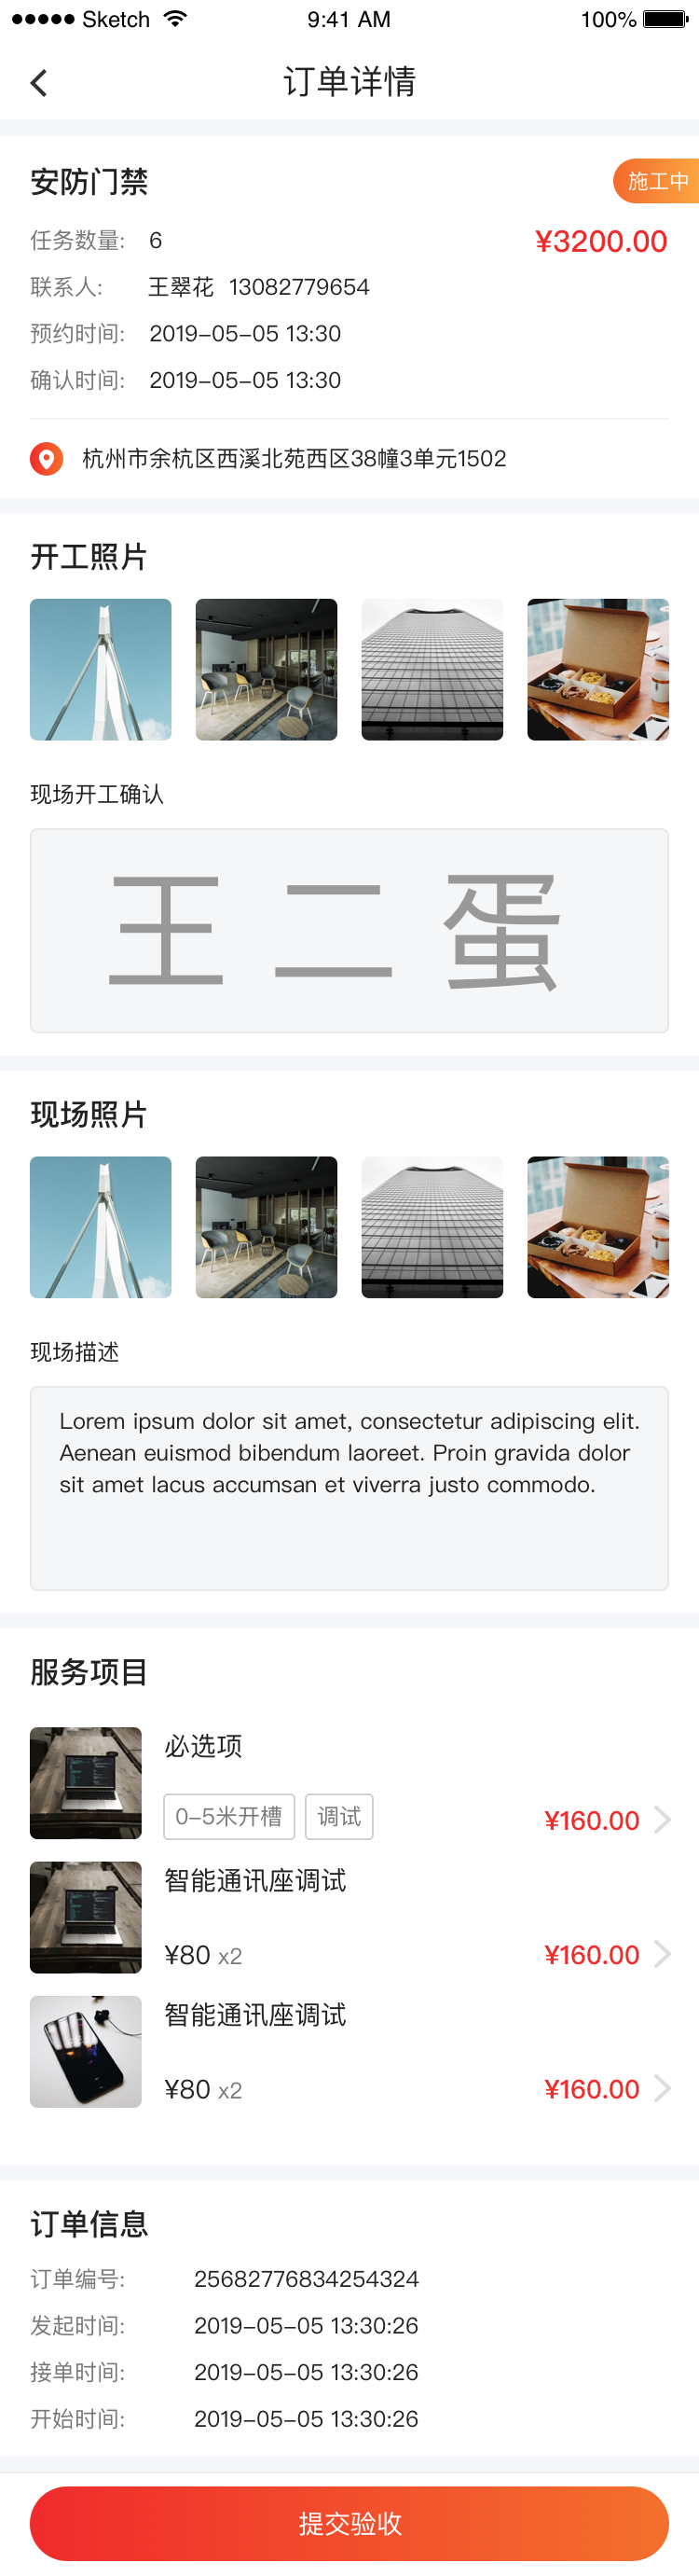 Sketch 9:41 AM 100%
订单详情
安防门禁 施工中
任务数量: 6 ¥3200.00
联系人: 王翠花 13082779654
预约时间: 2019-05-05 13:30
确认时间: 2019-05-05 13:30
杭州市余杭区西溪北苑西区38幢3单元1502
开工照片
现场开工确认
王二蛋
现场照片
现场描述
Lorem ipsum dolor sit amet, consectetur adipiscing elit.
Aenean euismod bibendum laoreet. Proin gravida dolor
sit amet lacus accumsan et viverra justo commodo.
服务项目
必选项
0-5米开槽 调试 ¥160.00
智能通讯座调试
¥80 x2 ¥160.00
智能通讯座调试
¥80 x2 ¥160.00
订单信息
订单编号: 25682776834254324
发起时间: 2019-05-05 13:30:26
接单时间: 2019-05-05 13:30:26
开始时间: 2019-05-05 13:30:26
提交验收